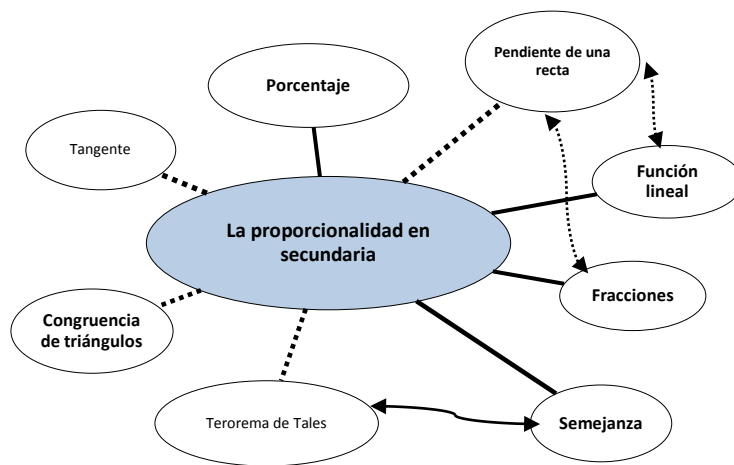 Pendiente de una
recta
Porcentaje
Tangente
Función
lineal
La proporcionalidad en
secundaria
Fracciones
Congruencia
de triángulos
Terorema de Tales
Semejanza